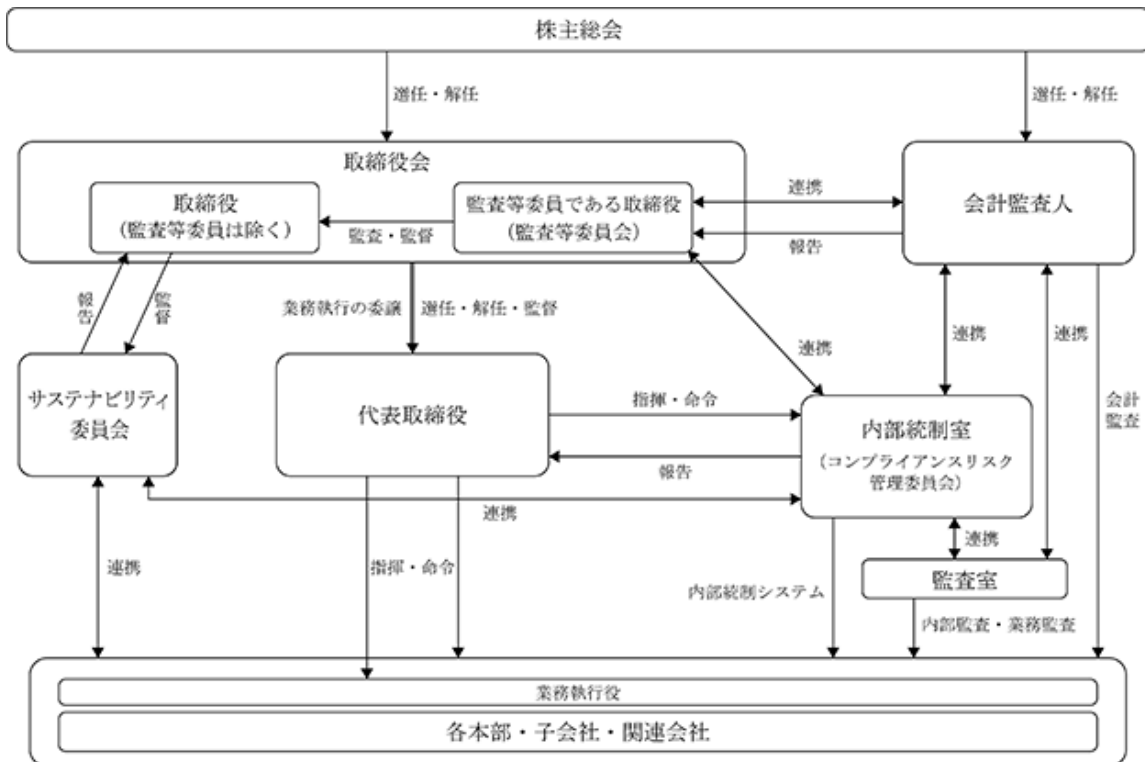 株主総会
選任・解任
選任・解任
取締役会
取締役
(監査等委員は除く)
監査・監督
監査等委員である取締役
(監査等委員会)
連携
報告
会計監査人
報告
監督
業務執行の委譲
選任・解任・監督
連携
連携
連携
会計
監査
サステナビリティ
委員会
代表取締役
指揮・命令
報告
内部統制室
(コンプライアンスリスク
管理委員会)
連携
連携
連携
指揮・命令
内部統制システム
監査室
内部監査・業務監査
業務執行役
各本部・子会社・関連会社